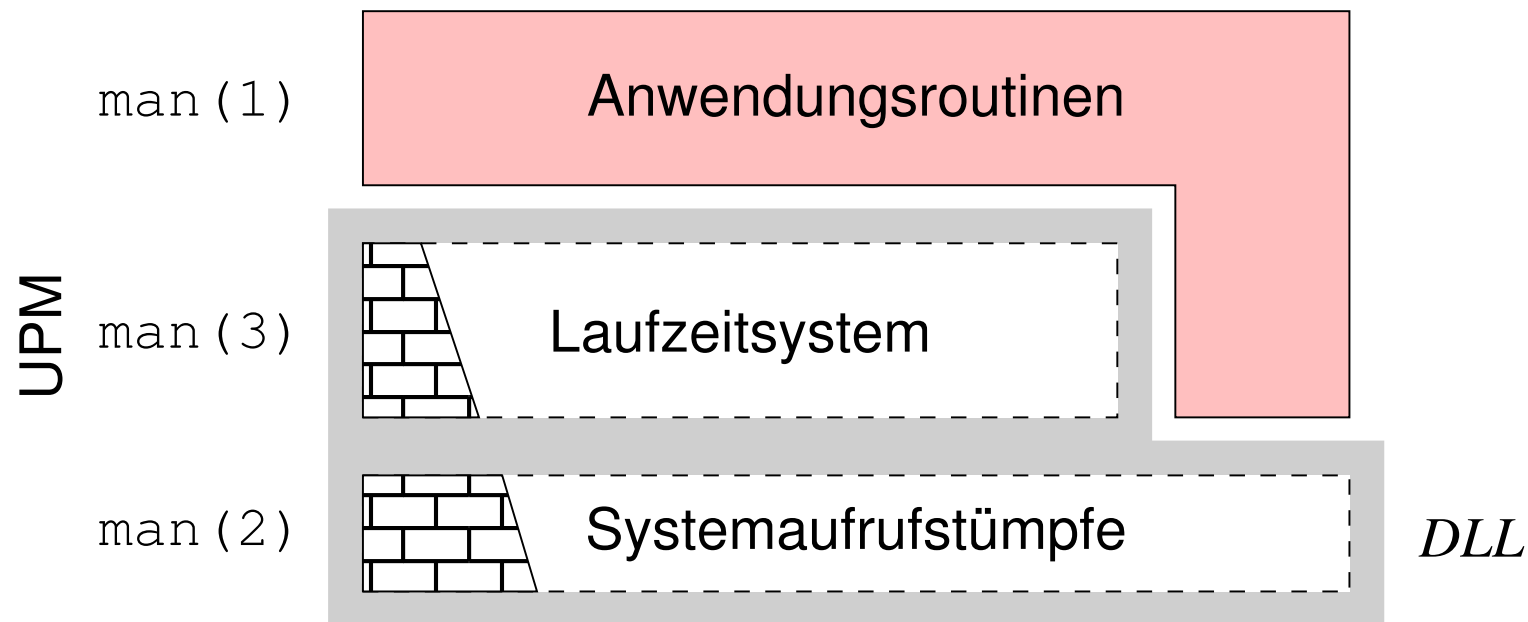 man(1)
Anwendungsroutinen
UPM
man(3)
Laufzeitsystem
man(2)
Systemaufrufstümpfe
DLL